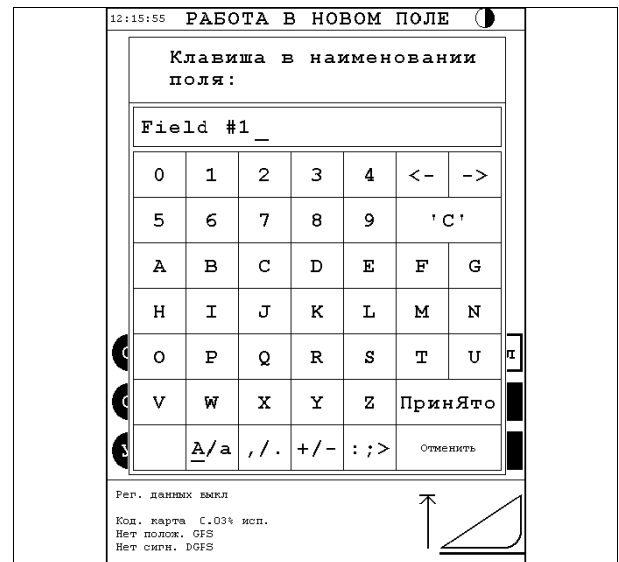 12:15:55 РАБОТА В НОВОМ ПОЛЕ
Клавиша в наименовании
поля:
Field #1_
0 1 2 3 4 <- ->
5 6 7 8 9 'C'
A B C D E F G
H I J K L M N
O P Q R S T U
V W X Y Z ПринЯто
A/a ,/. +/- :;> Отменить
Рег. данных выкл
Код. карта 0.03% исп.
Нет полож. GPS
Нет сигн. DGPS